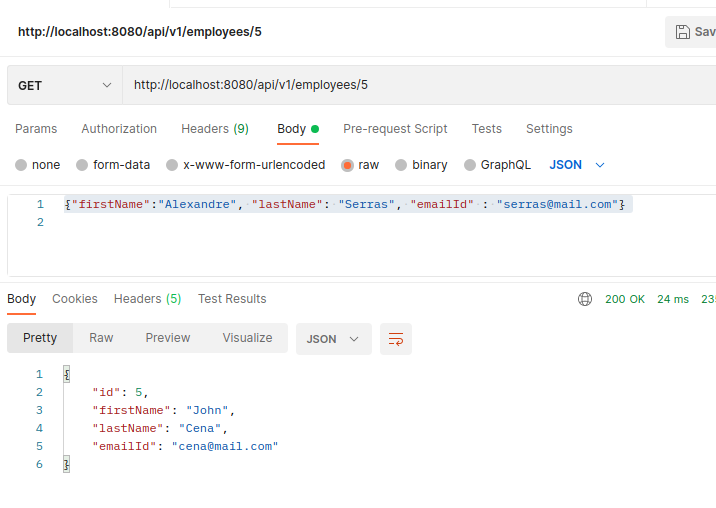 http://localhost:8080/api/v1/employees/5
Sav
GET http://localhost:8080/api/v1/employees/5
Params Authorization Headers (9) Body Pre-request Script Tests Settings
none form-data x-www-form-urlencoded raw binary GraphQL JSON
1 {"firstName":"Alexandre", "lastName": "Serras", "emailId" : "serras@mail.com"}
2
Body Cookies Headers (5) Test Results 200 OK 24 ms 23
Pretty Raw Preview Visualize JSON
1 {
2 "id": 5,
3 "firstName": "John",
4 "lastName": "Cena",
5 "emailId": "cena@mail.com"
6 }